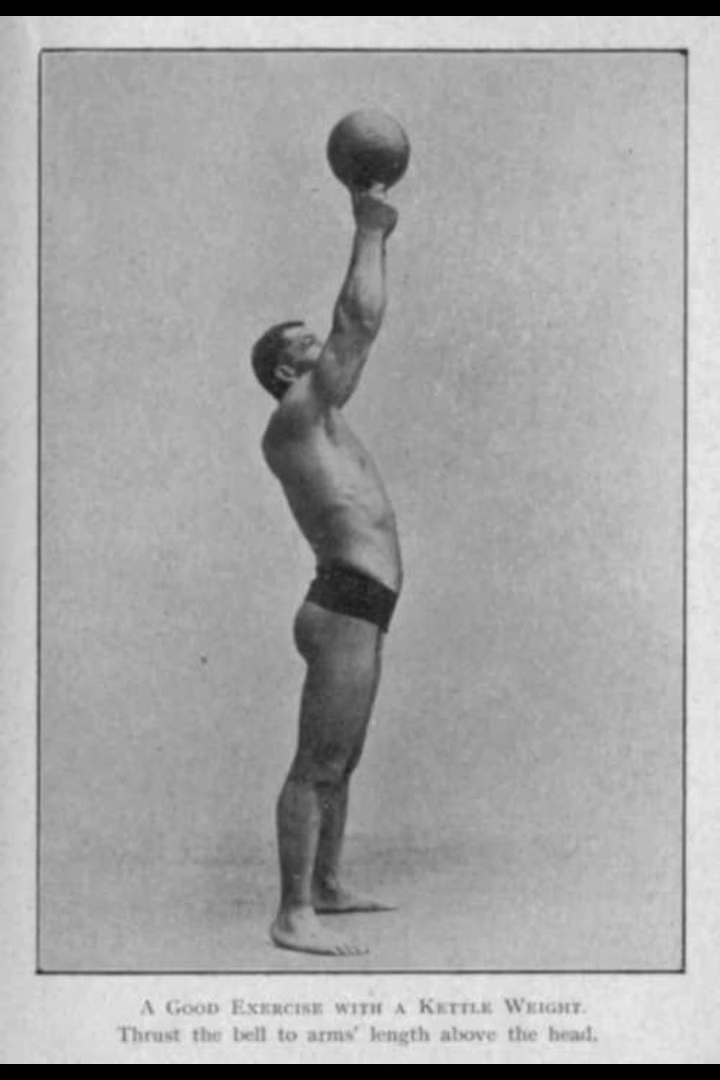 A Good Exercise with a Kettle Weight.
Thrust the bell to arms' length above the head.